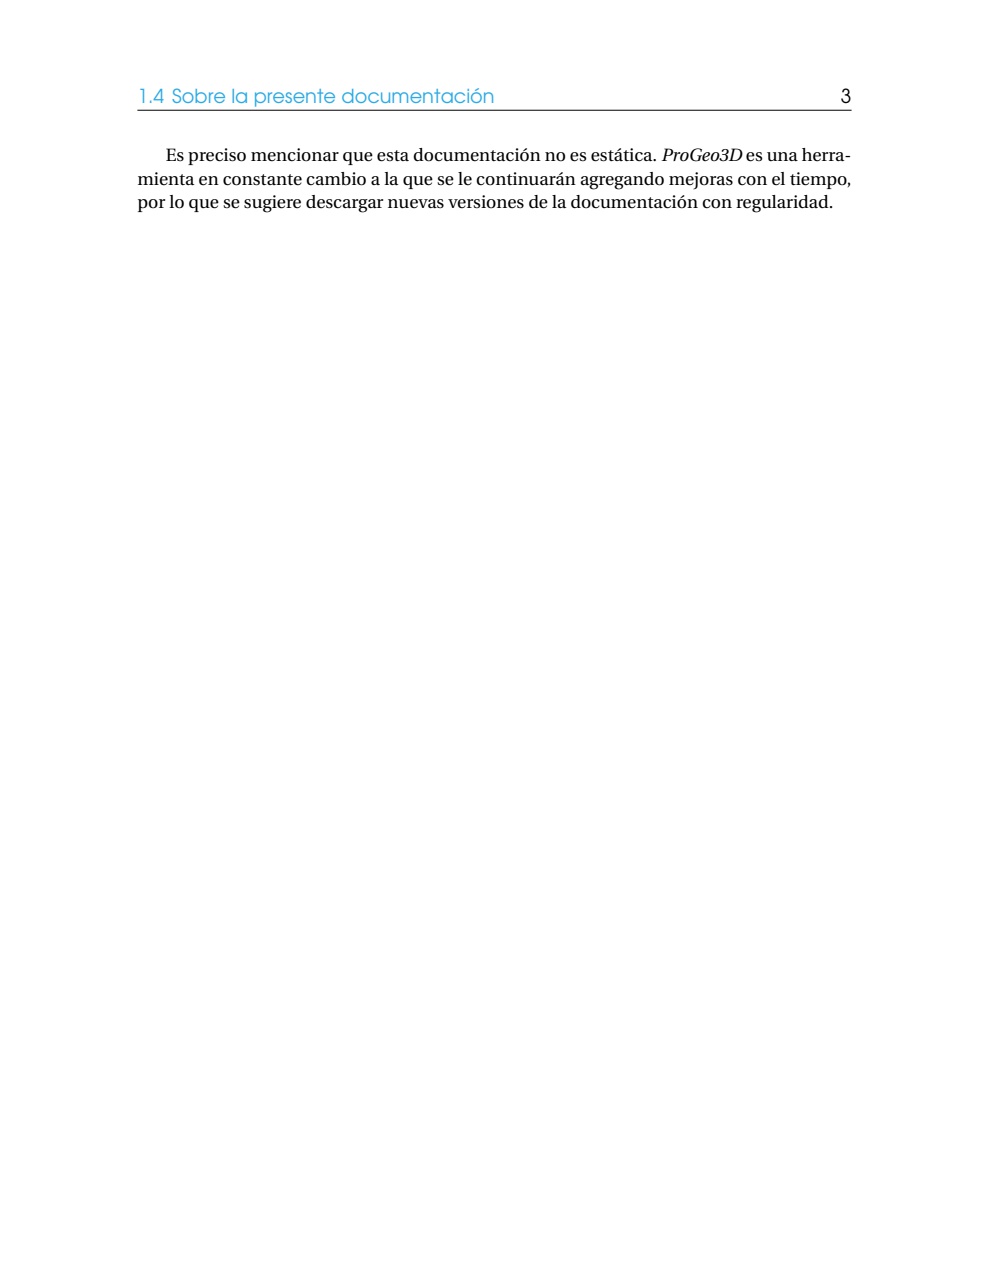 1.4 Sobre la presente documentación 3
Es preciso mencionar que esta documentación no es estática. ProGeo3D es una herra-
mienta en constante cambio a la que se le continuarán agregando mejoras con el tiempo,
por lo que se sugiere descargar nuevas versiones de la documentación con regularidad.